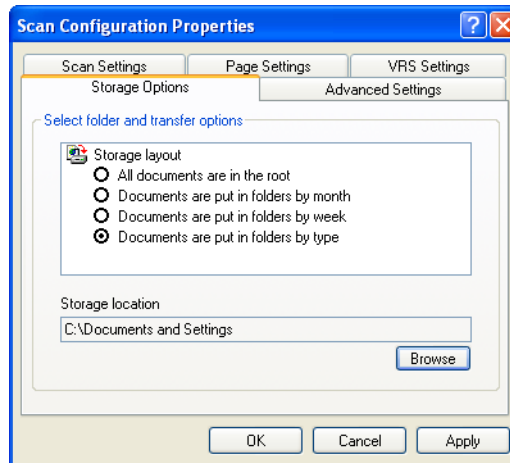 Scan Configuration Properties
Scan Settings
Page Settings
VRS Settings
Storage Options
Advanced Settings
Select folder and transfer options
Storage layout
All documents are in the root
Documents are put in folders by month
Documents are put in folders by week
Documents are put in folders by type
Storage location
C:\Documents and Settings
Browse
OK
Cancel
Apply